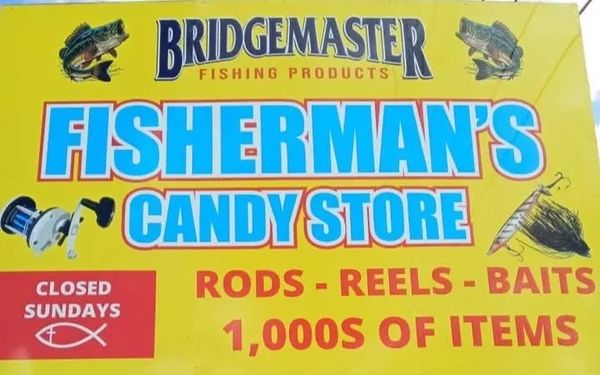 BRIDGEMASTER
FISHING PRODUCTS
FISHERMAN'S
CANDY STORE
CLOSED
SUNDAYS
RODS - REELS - BAITS
1,000S OF ITEMS